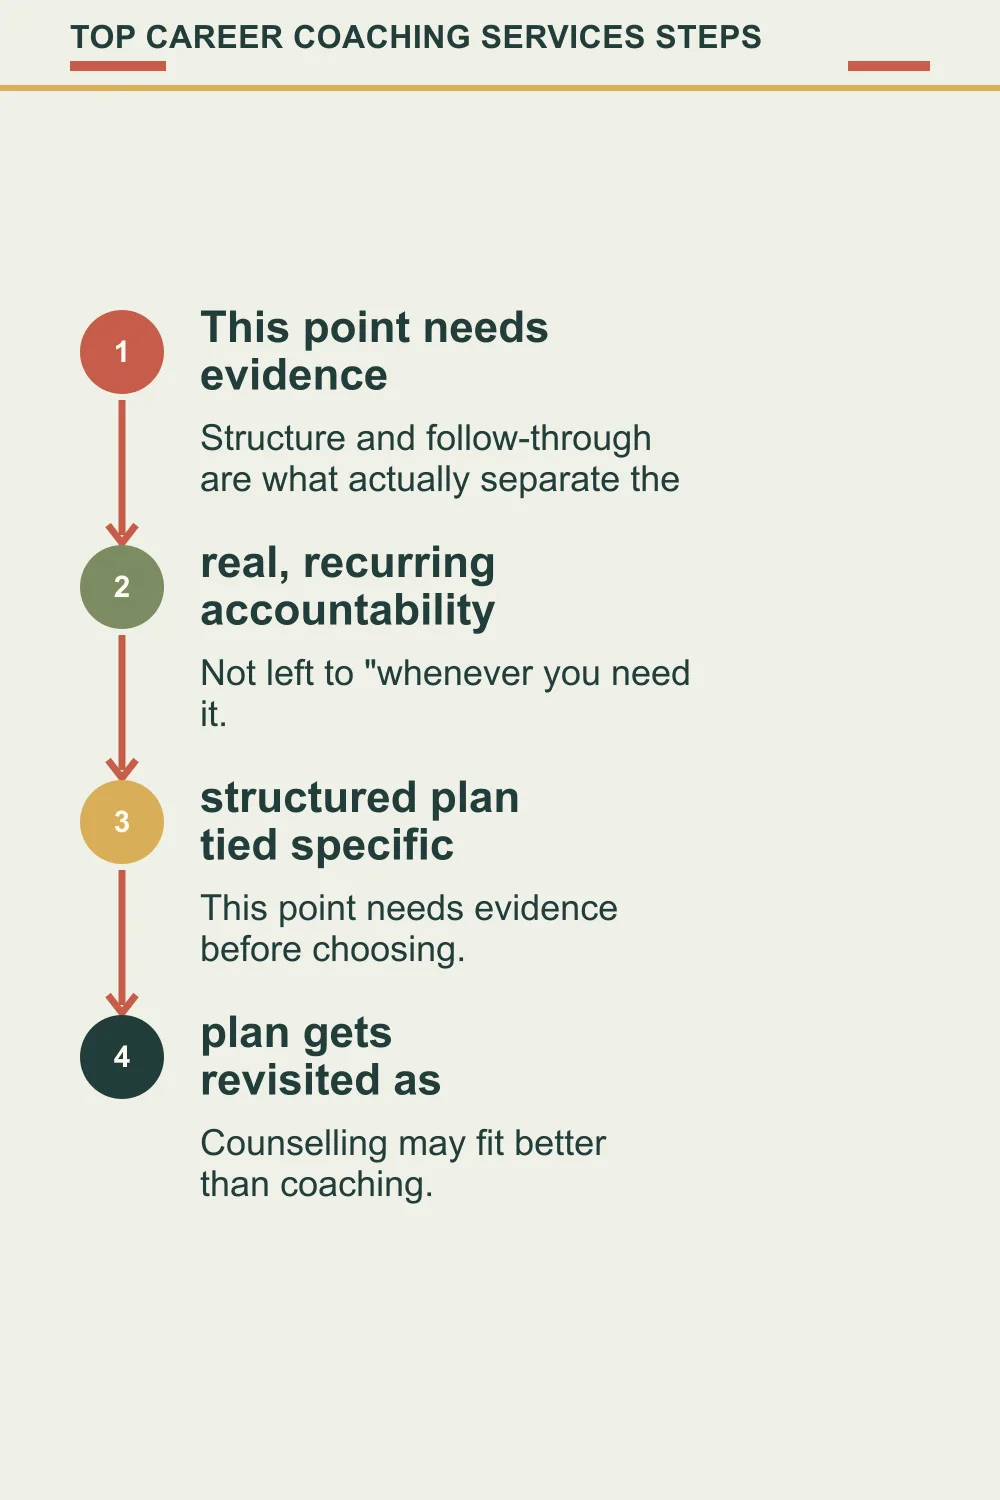 TOP CAREER COACHING SERVICES STEPS
1
This point needs
evidence
Structure and follow-through
are what actually separate the
2
real, recurring
accountability
Not left to "whenever you need
it.
3
structured plan
tied specific
This point needs evidence
before choosing.
4
plan gets
revisited as
Counselling may fit better
than coaching.